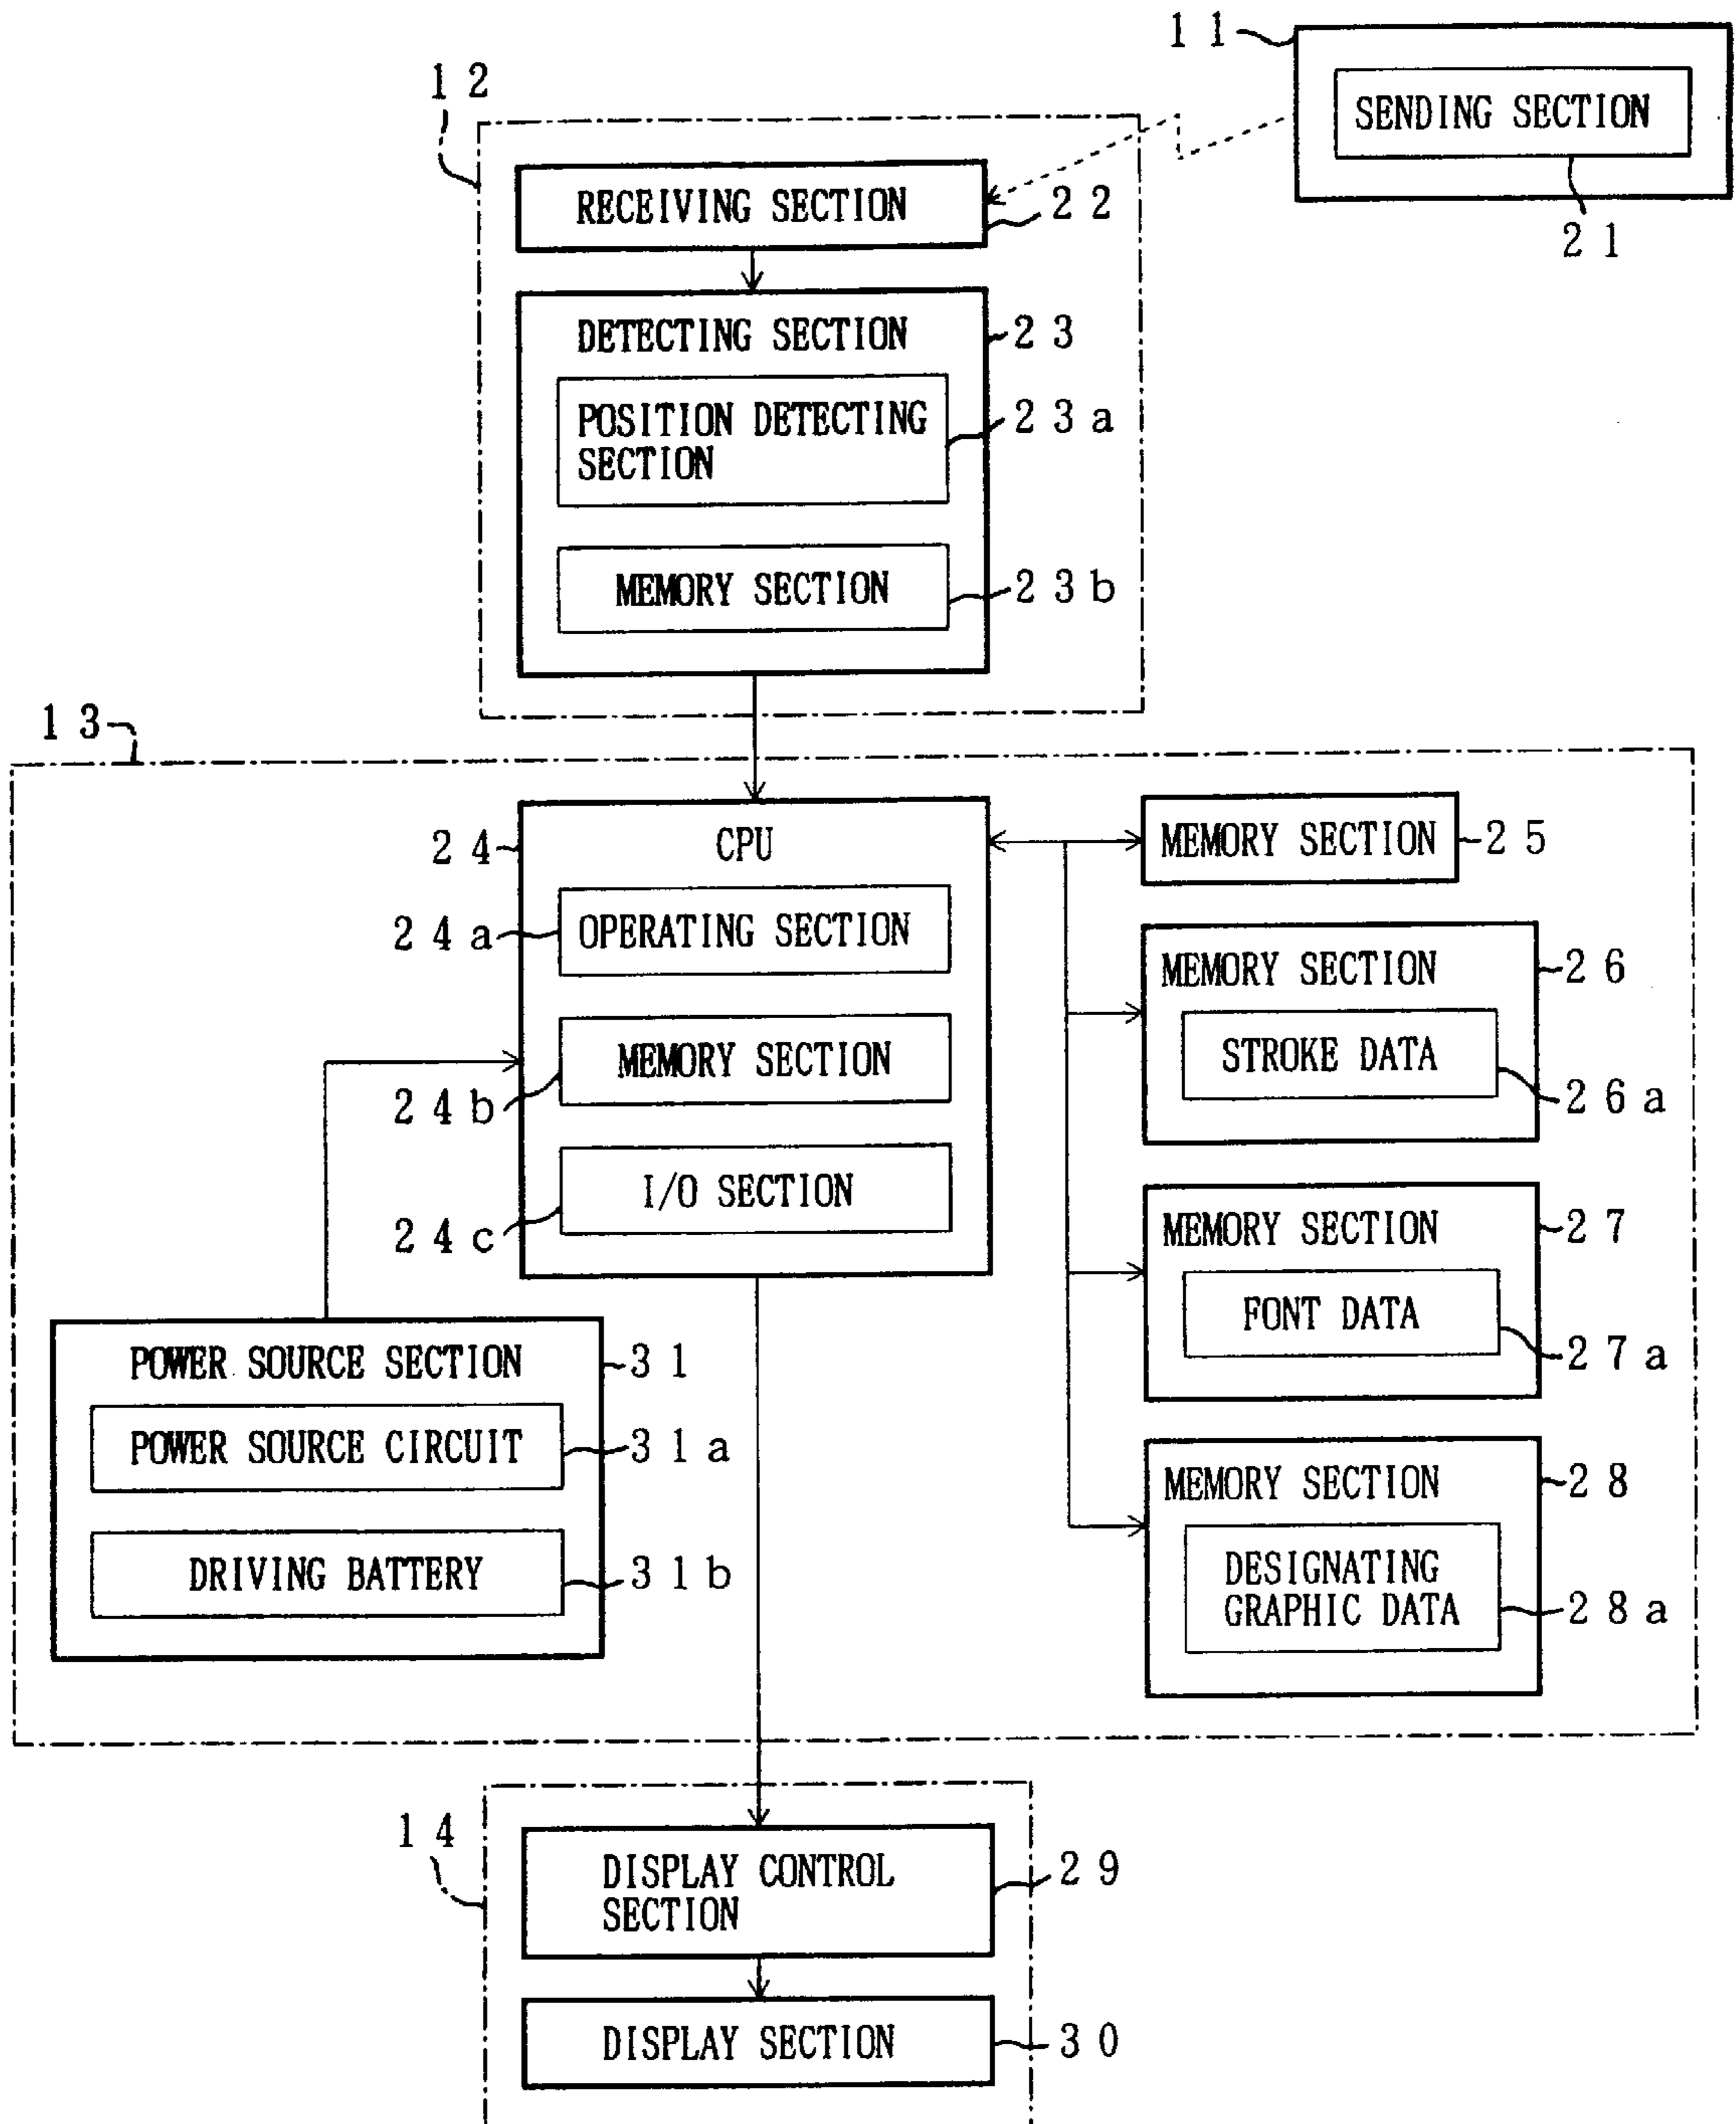 11
SENDING SECTION
21
12
RECEIVING SECTION
22
DETECTING SECTION
23
POSITION DETECTING
SECTION
23a
MEMORY SECTION
23b
13
24
CPU
24a
OPERATING SECTION
24b
MEMORY SECTION
24c
I/O SECTION
MEMORY SECTION
25
MEMORY SECTION
26
STROKE DATA
26a
MEMORY SECTION
27
FONT DATA
27a
MEMORY SECTION
28
DESIGNATING
GRAPHIC DATA
28a
POWER SOURCE SECTION
31
POWER SOURCE CIRCUIT
31a
DRIVING BATTERY
31b
14
DISPLAY CONTROL
SECTION
29
DISPLAY SECTION
30